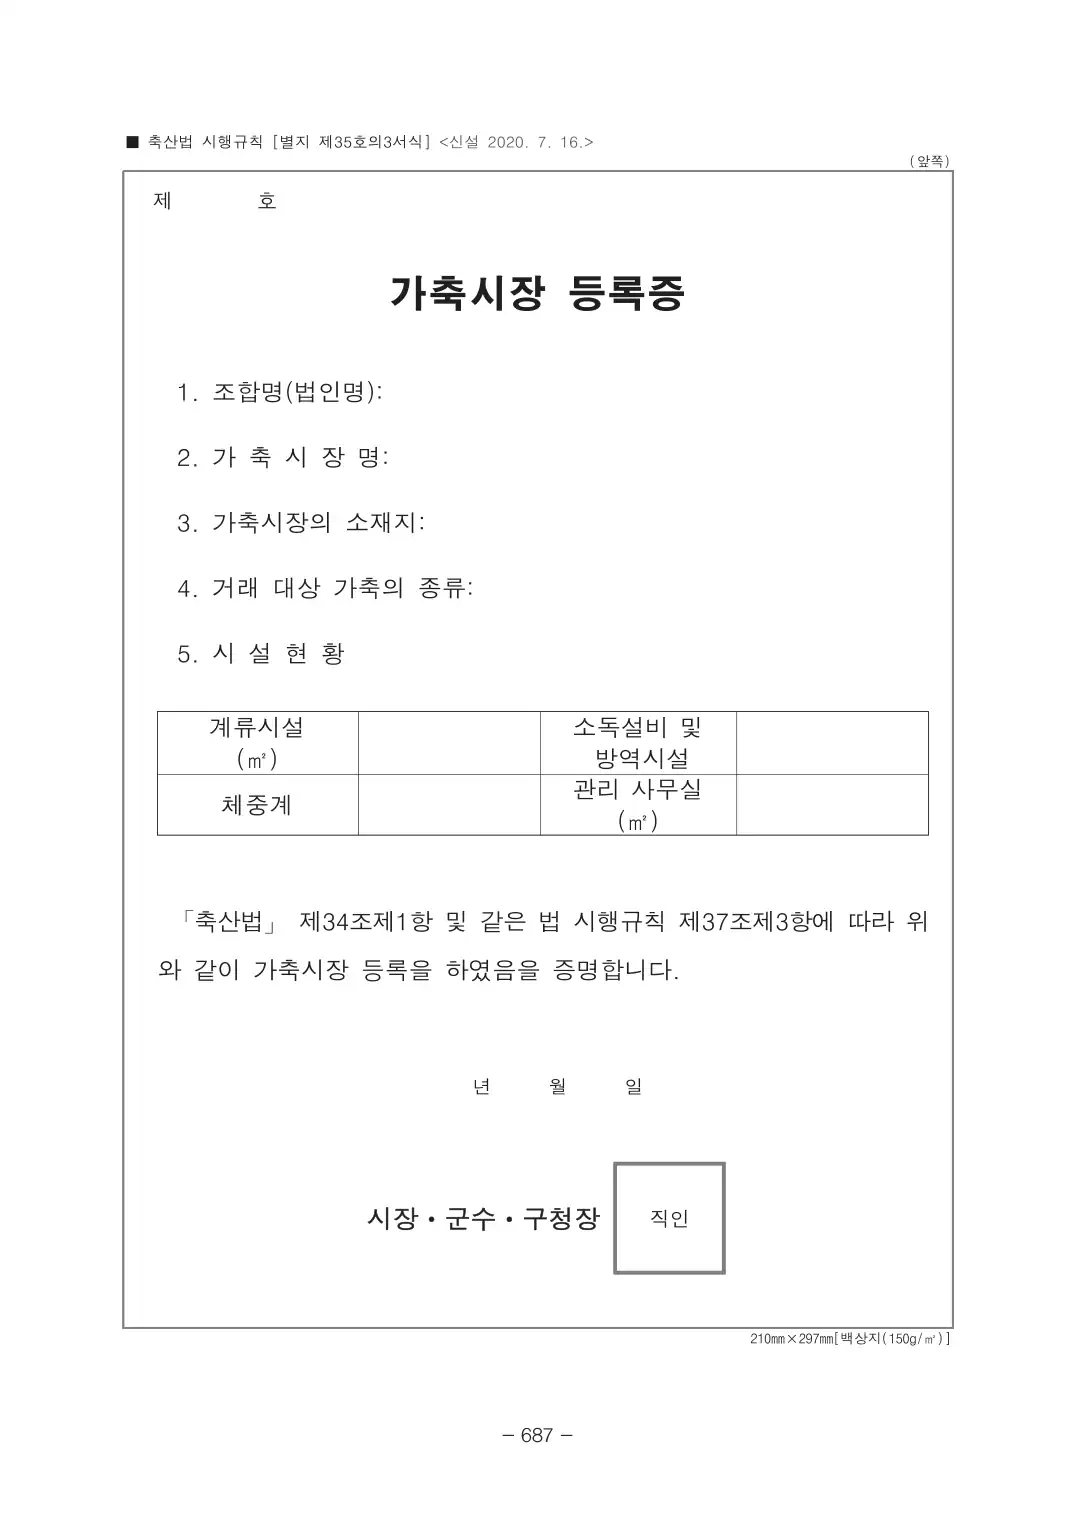 ■ 축산법 시행규칙 [별지 제35호의3서식] <신설 2020. 7. 16.>
(앞쪽)
제 호
가축시장 등록증
1. 조합명(법인명):
2. 가 축 시 장 명:
3. 가축시장의 소재지:
4. 거래 대상 가축의 종류:
5. 시 설 현 황
계류시설
(㎡)
소독설비 및
방역시설
체중계
관리 사무실
(㎡)
「축산법」 제34조제1항 및 같은 법 시행규칙 제37조제3항에 따라 위
와 같이 가축시장 등록을 하였음을 증명합니다.
년 월 일
시장·군수·구청장
직인
210㎜×297㎜[백상지(150g/㎡)]
- 687 -